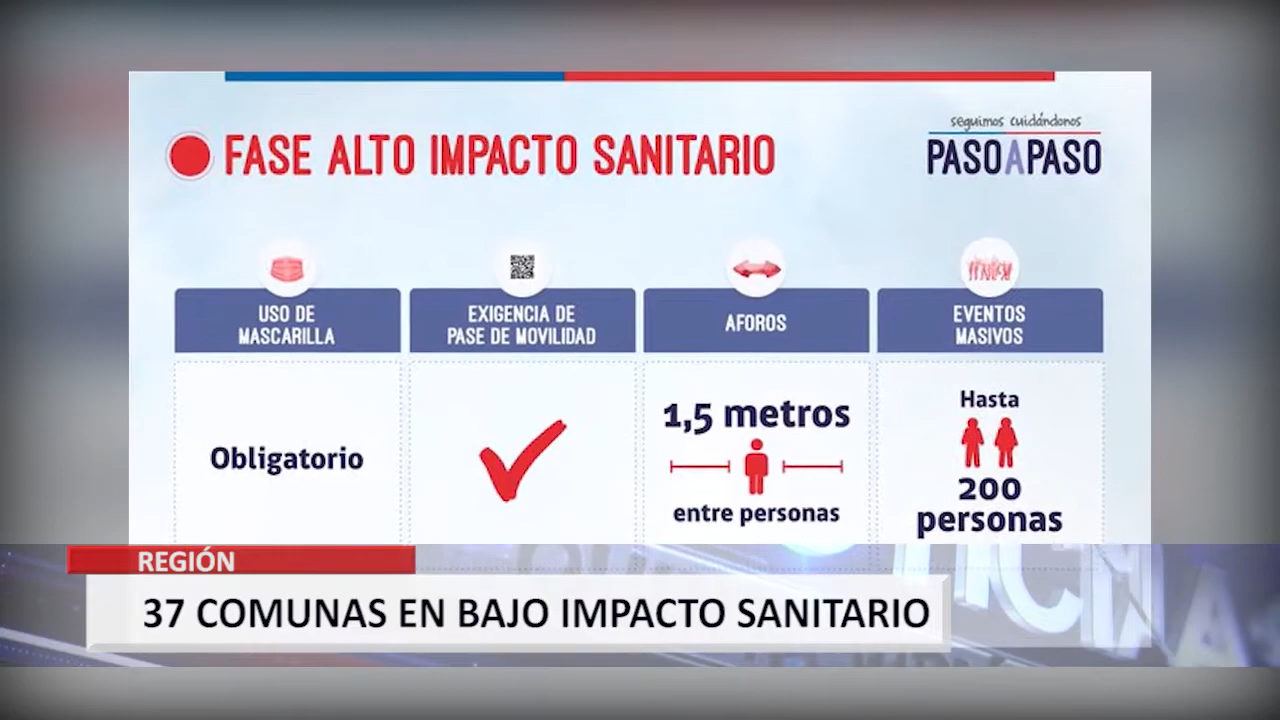 seguimos cuidándonos
PASOAPASO
FASE ALTO IMPACTO SANITARIO
USO DE
MASCARILLA
EXIGENCIA DE
PASE DE MOVILIDAD
AFOROS
EVENTOS
MASIVOS
Obligatorio
1,5 metros
entre personas
Hasta
200
personas
REGIÓN
37 COMUNAS EN BAJO IMPACTO SANITARIO